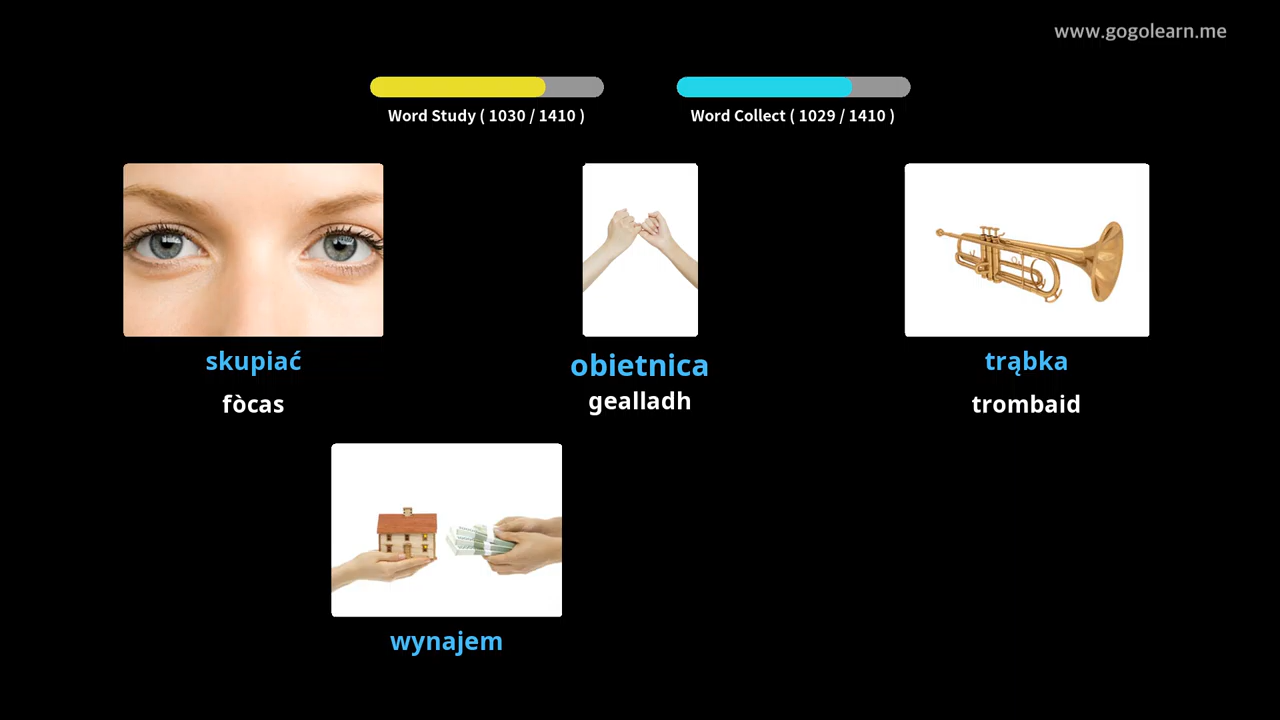 www.gogolearn.me
Word Study ( 1030 / 1410 )
Word Collect ( 1029 / 1410 )
skupiać
fòcas
obietnica
gealladh
trąbka
trombaid
wynajem